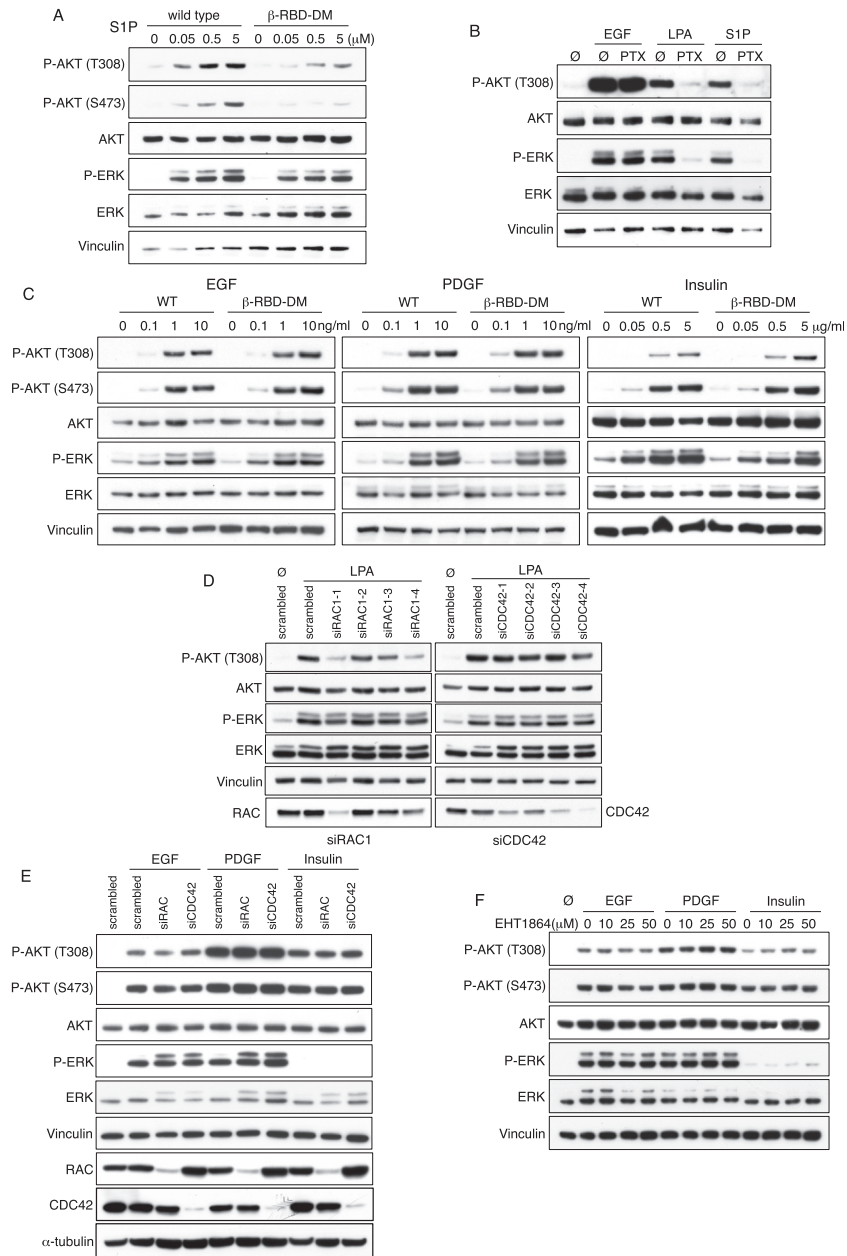 A
wild type β-RBD-DM
S1P
0 0.05 0.5 5 0 0.05 0.5 5 (μM)
P-AKT (T308)
P-AKT (S473)
AKT
P-ERK
ERK
Vinculin
B
EGF LPA S1P
Ø Ø PTX Ø PTX Ø PTX
P-AKT (T308)
AKT
P-ERK
ERK
Vinculin
C
EGF PDGF Insulin
WT β-RBD-DM WT β-RBD-DM WT β-RBD-DM
0 0.1 1 10 0 0.1 1 10 ng/ml 0 0.1 1 10 0 0.1 1 10 ng/ml 0 0.05 0.5 5 0 0.05 0.5 5 μg/ml
P-AKT (T308)
P-AKT (S473)
AKT
P-ERK
ERK
Vinculin
D
Ø LPA Ø LPA
scrambled scrambled siRAC1-1 siRAC1-2 siRAC1-3 siRAC1-4 scrambled scrambled siCDC42-1 siCDC42-2 siCDC42-3 siCDC42-4
P-AKT (T308)
AKT
P-ERK
ERK
Vinculin
RAC CDC42
siRAC1 siCDC42
E
EGF PDGF Insulin
scrambled scrambled siRAC siCDC42 scrambled siRAC siCDC42 scrambled siRAC siCDC42
P-AKT (T308)
P-AKT (S473)
AKT
P-ERK
ERK
Vinculin
RAC
CDC42
α-tubulin
F
Ø EGF PDGF Insulin
EHT1864(μM) 0 10 25 50 0 10 25 50 0 10 25 50
P-AKT (T308)
P-AKT (S473)
AKT
P-ERK
ERK
Vinculin